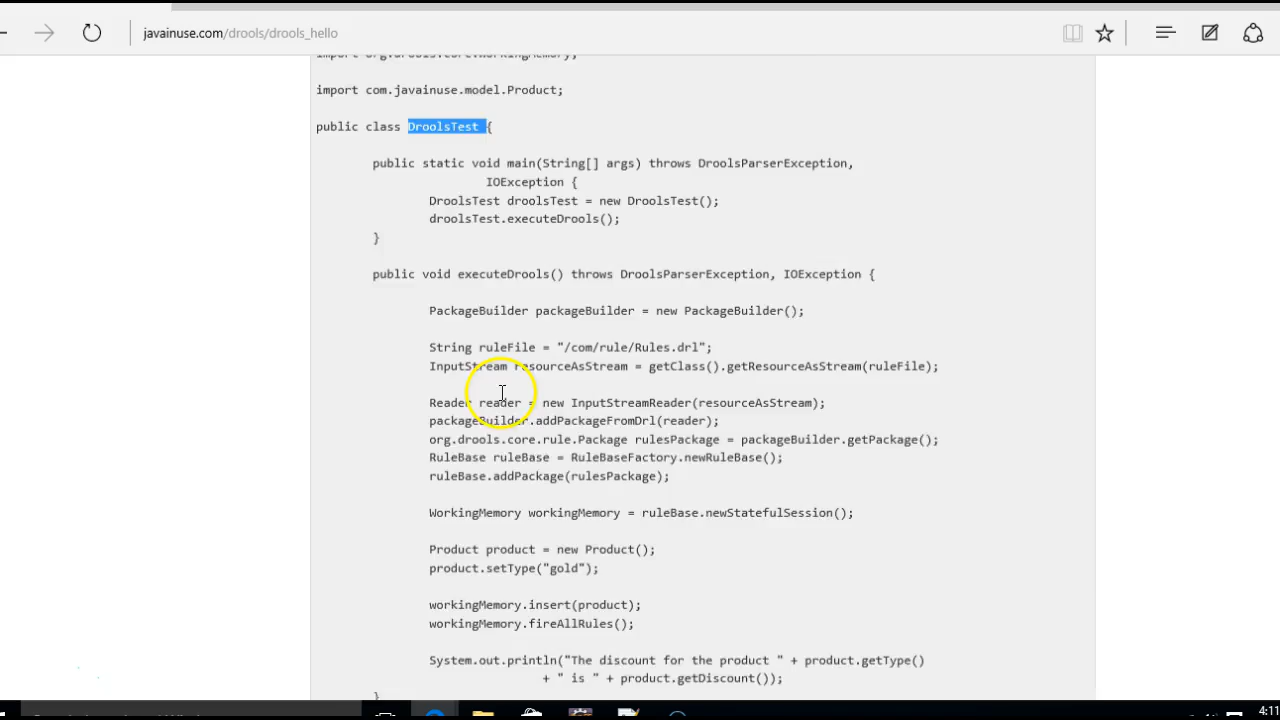 javainuse.com/drools/drools_hello
import org.drools.core.WorkingMemory;
import com.javainuse.model.Product;
public class DroolsTest {
public static void main(String[] args) throws DroolsParserException,
IOException {
DroolsTest droolsTest = new DroolsTest();
droolsTest.executeDrools();
}
public void executeDrools() throws DroolsParserException, IOException {
PackageBuilder packageBuilder = new PackageBuilder();
String ruleFile = "/com/rule/Rules.drl";
InputStream resourceAsStream = getClass().getResourceAsStream(ruleFile);
Reader reader = new InputStreamReader(resourceAsStream);
packageBuilder.addPackageFromDrl(reader);
org.drools.core.rule.Package rulesPackage = packageBuilder.getPackage();
RuleBase ruleBase = RuleBaseFactory.newRuleBase();
ruleBase.addPackage(rulesPackage);
WorkingMemory workingMemory = ruleBase.newStatefulSession();
Product product = new Product();
product.setType("gold");
workingMemory.insert(product);
workingMemory.fireAllRules();
System.out.println("The discount for the product " + product.getType()
+ " is " + product.getDiscount());
}
4:11